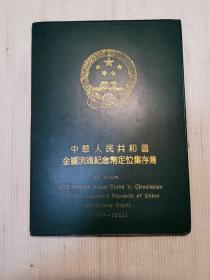 中華人民共和國
金屬流通紀念幣定位集存簿
of Commemorative Coins in Circulation
the People's Republic of China